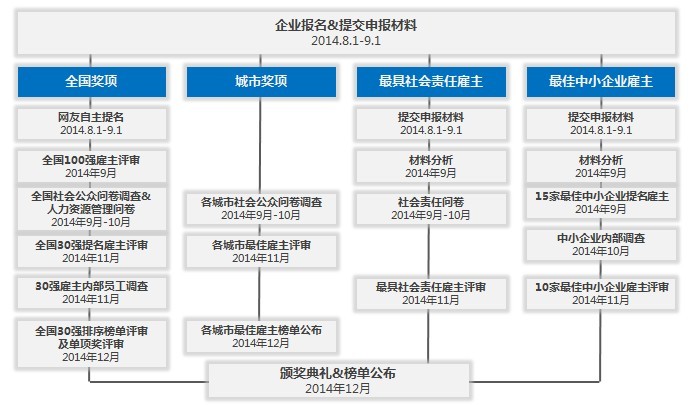 企业报名&提交申报材料
2014.8.1-9.1
全国奖项
网友自主提名
2014.8.1-9.1
全国100强雇主评审
2014年9月
全国社会公众问卷调查&
人力资源管理问卷
2014年9月-10月
全国30强提名雇主评审
2014年11月
30强雇主内部员工调查
2014年11月
全国30强排序榜单评审
及单项奖评审
2014年12月
城市奖项
各城市社会公众问卷调查
2014年9月-10月
各城市最佳雇主评审
2014年11月
各城市最佳雇主榜单公布
2014年12月
最具社会责任雇主
提交申报材料
2014.8.1-9.1
材料分析
2014年9月
社会责任问卷
2014年9月-10月
最具社会责任雇主评审
2014年11月
最佳中小企业雇主
提交申报材料
2014.8.1-9.1
材料分析
2014年9月
15家最佳中小企业提名雇主
2014年9月
中小企业内部调查
2014年10月
10家最佳中小企业雇主评审
2014年11月
颁奖典礼&榜单公布
2014年12月